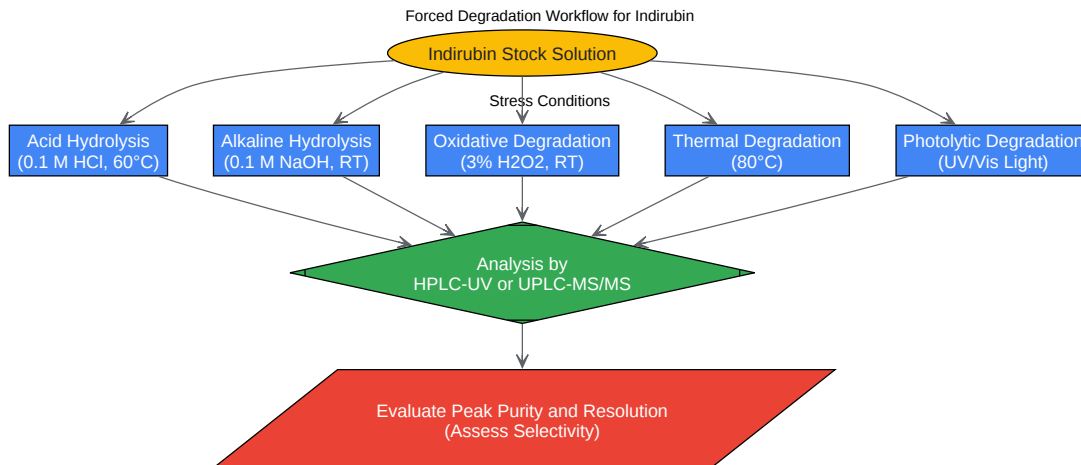 Forced Degradation Workflow for Indirubin
Indirubin Stock Solution
Stress Conditions
Acid Hydrolysis
(0.1 M HCl, 60°C)
Alkaline Hydrolysis
(0.1 M NaOH, RT)
Oxidative Degradation
(3% H2O2, RT)
Thermal Degradation
(80°C)
Photolytic Degradation
(UV/Vis Light)
Analysis by
HPLC-UV or UPLC-MS/MS
Evaluate Peak Purity and Resolution
(Assess Selectivity)